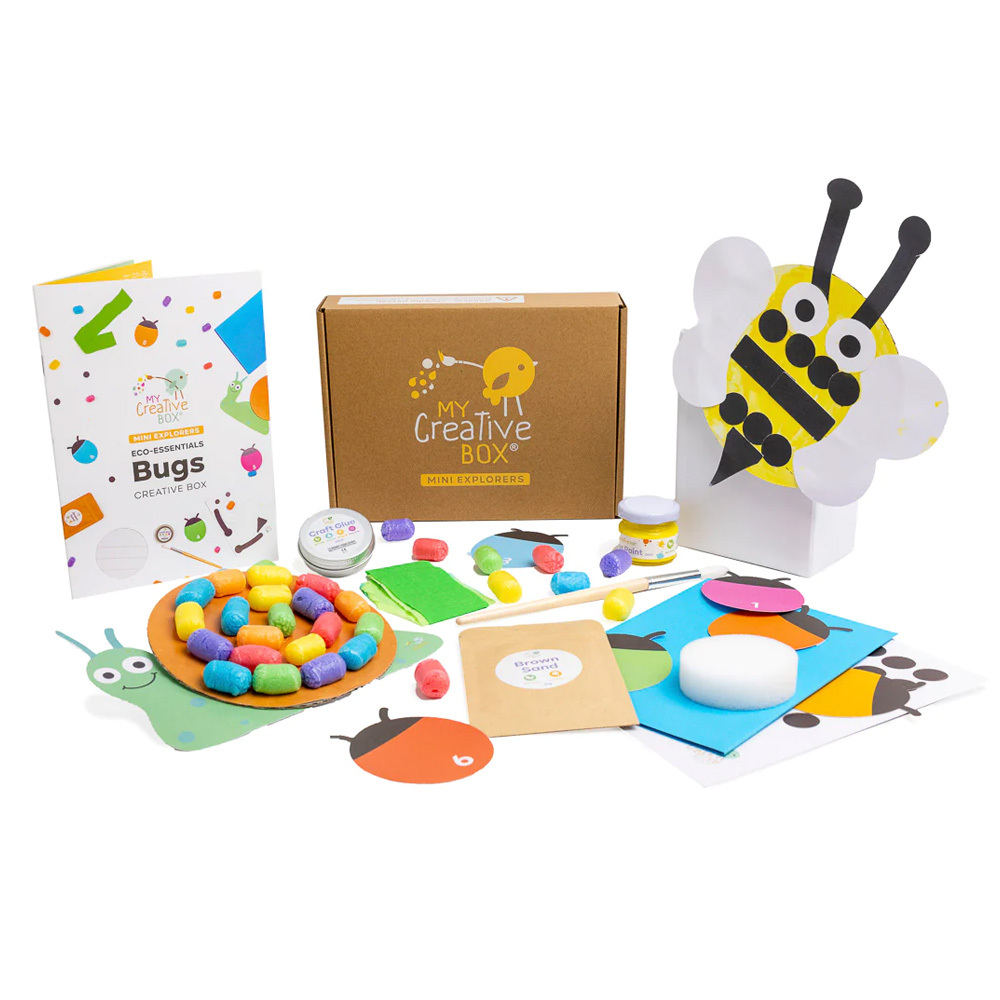 MY
Creative
BOX®
MINI EXPLORERS
ECO-ESSENTIALS
Bugs
CREATIVE BOX
MY
Creative
BOX®
MINI EXPLORERS
Craft Glue
Paint
Brown
Sand
1
6